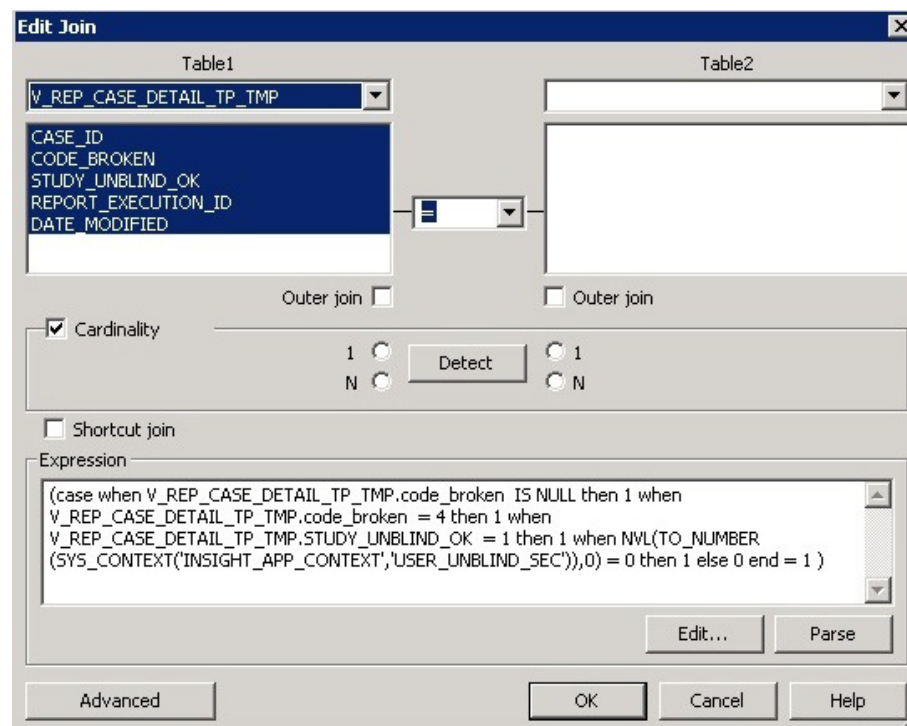 Edit Join
Table1
Table2
V_REP_CASE_DETAIL_TP_TMP
CASE_ID
CODE_BROKEN
STUDY_UNBLIND_OK
REPORT_EXECUTION_ID
DATE_MODIFIED
=
Outer join
Outer join
Cardinality
1
N
Detect
1
N
Shortcut join
Expression
(case when V_REP_CASE_DETAIL_TP_TMP.code_broken  IS NULL then 1 when
V_REP_CASE_DETAIL_TP_TMP.code_broken  = 4 then 1 when
V_REP_CASE_DETAIL_TP_TMP.STUDY_UNBLIND_OK  = 1 then 1 when NVL(TO_NUMBER
(SYS_CONTEXT('INSIGHT_APP_CONTEXT','USER_UNBLIND_SEC')),0) = 0 then 1 else 0 end = 1 )
Edit...
Parse
Advanced
OK
Cancel
Help